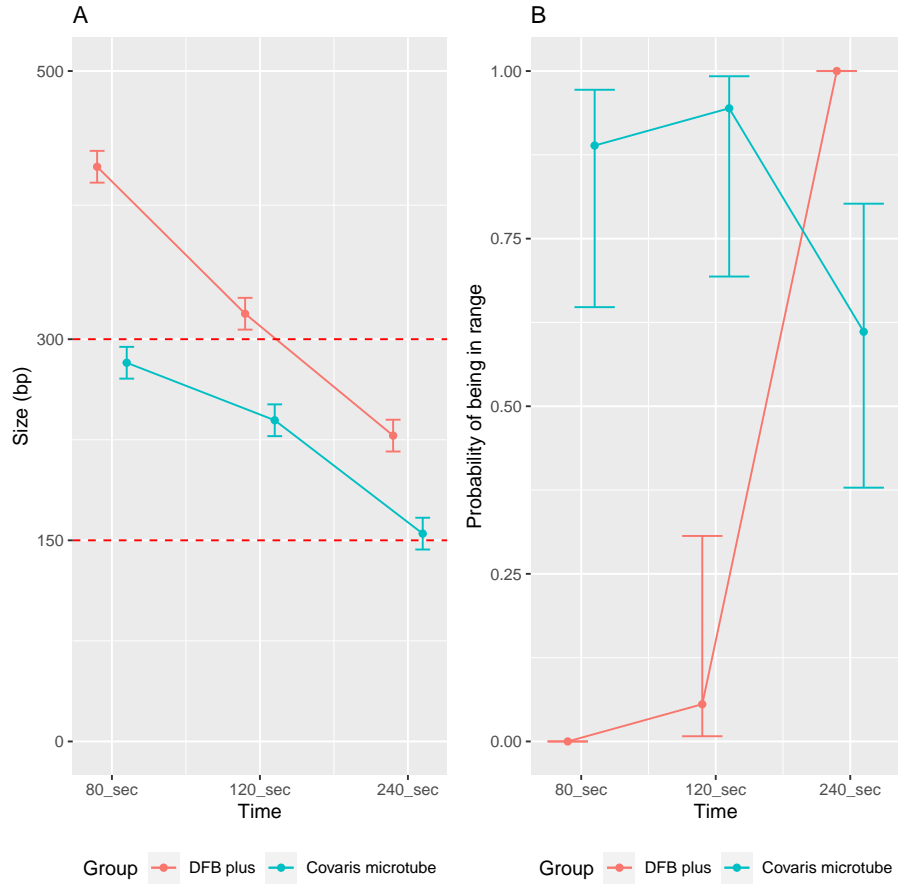 A
500
300
150
0
Size (bp)
80_sec
120_sec
240_sec
Time
Group DFB plus Covaris microtube
B
1.00
0.75
0.50
0.25
0.00
Probability of being in range
80_sec
120_sec
240_sec
Time
Group DFB plus Covaris microtube